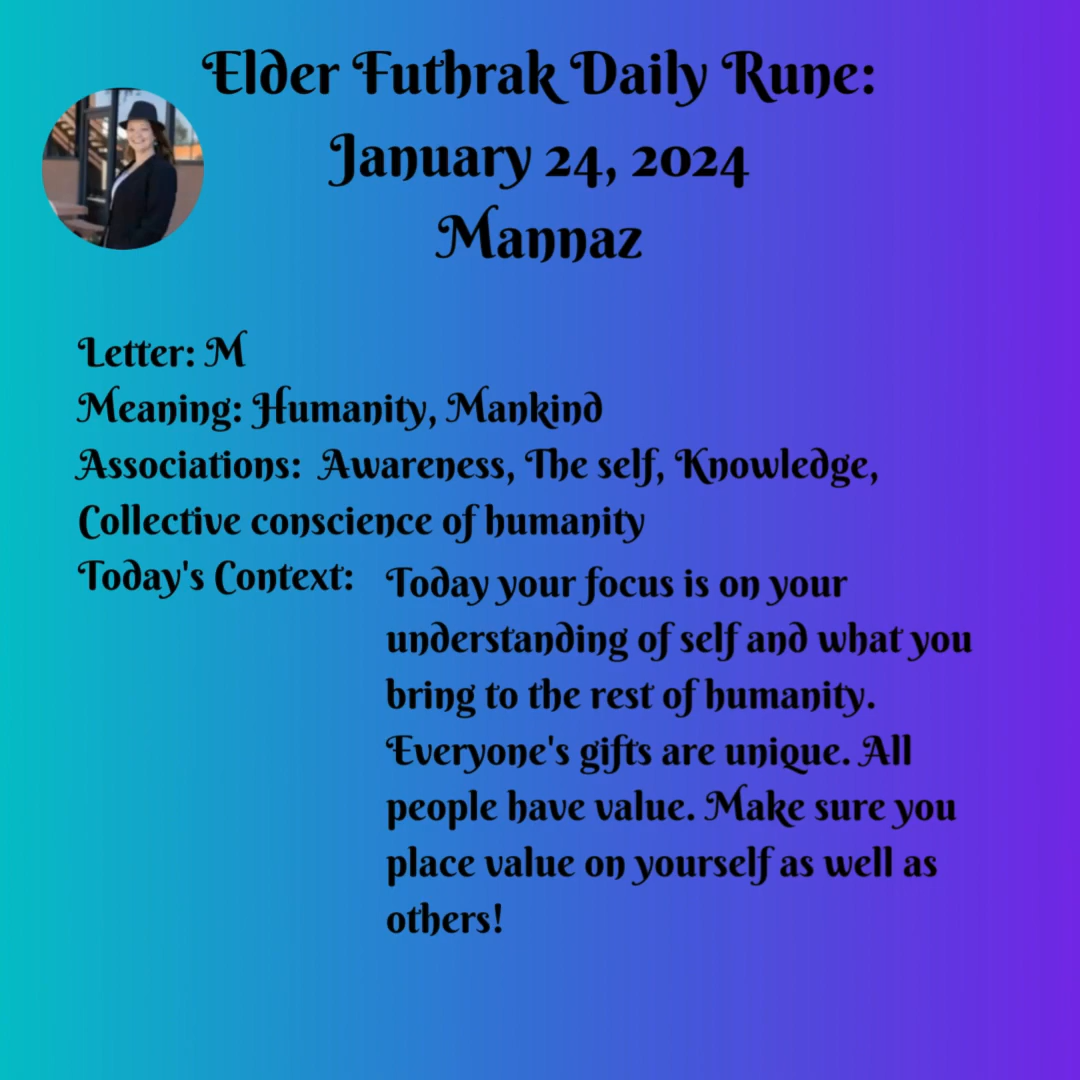 Elder Futhrak Daily Rune:
January 24, 2024
Mannaz
Letter: M
Meaning: Humanity, Mankind
Associations: Awareness, The self, Knowledge,
Collective conscience of humanity
Today's Context:
Today your focus is on your
understanding of self and what you
bring to the rest of humanity.
Everyone's gifts are unique. All
people have value. Make sure you
place value on yourself as well as
others!